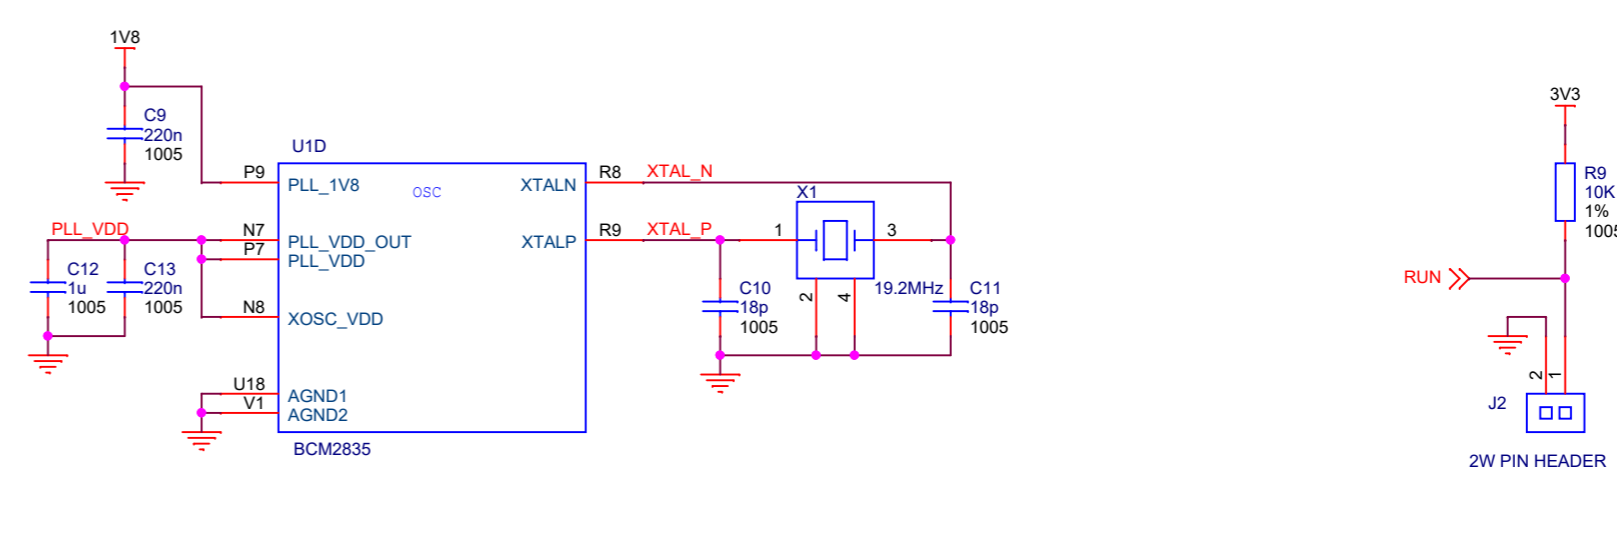 1V8
C9
220n
1005
U1D
P9
PLL_1V8
OSC
XTALN
R8
XTAL_N
PLL_VDD
N7
PLL_VDD_OUT
P7
PLL_VDD
XTALP
R9
XTAL_P
X1
1
3
2
4
19.2MHz
C12
1u
1005
C13
220n
1005
N8
XOSC_VDD
C10
18p
1005
C11
18p
1005
U18
AGND1
V1
AGND2
BCM2835
3V3
R9
10K
1%
1005
RUN
2
1
J2
2W PIN HEADER